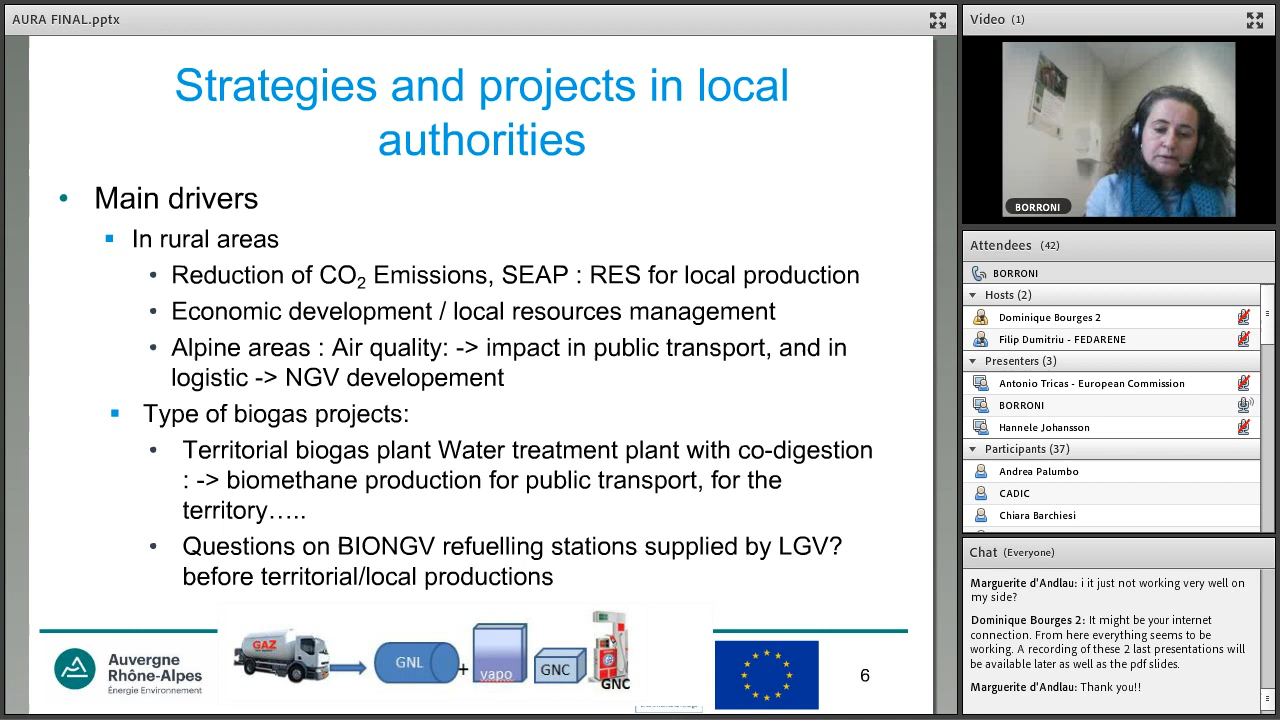 AURA FINAL.pptx
Strategies and projects in local
authorities
• Main drivers
▪ In rural areas
• Reduction of CO₂ Emissions, SEAP : RES for local production
• Economic development / local resources management
• Alpine areas : Air quality: -> impact in public transport, and in
logistic -> NGV developement
▪ Type of biogas projects:
• Territorial biogas plant Water treatment plant with co-digestion
: -> biomethane production for public transport, for the
territory…..
• Questions on BIONGV refuelling stations supplied by LGV?
before territorial/local productions
GAZ
GNL
+
vapo
GNC
GNC
Auvergne
Rhône-Alpes
Énergie Environnement
6
Video (1)
BORRONI
Attendees (42)
BORRONI
Hosts (2)
Dominique Bourges 2
Filip Dumitriu - FEDARENE
Presenters (3)
Antonio Tricas - European Commission
BORRONI
Hannele Johansson
Participants (37)
Andrea Palumbo
CADIC
Chiara Barchiesi
Chat (Everyone)
Marguerite d'Andlau: i it just not working very well on
my side?
Dominique Bourges 2: It might be your internet
connection. From here everything seems to be
working. A recording of these 2 last presentations will
be available later as well as the pdf slides.
Marguerite d'Andlau: Thank you!!